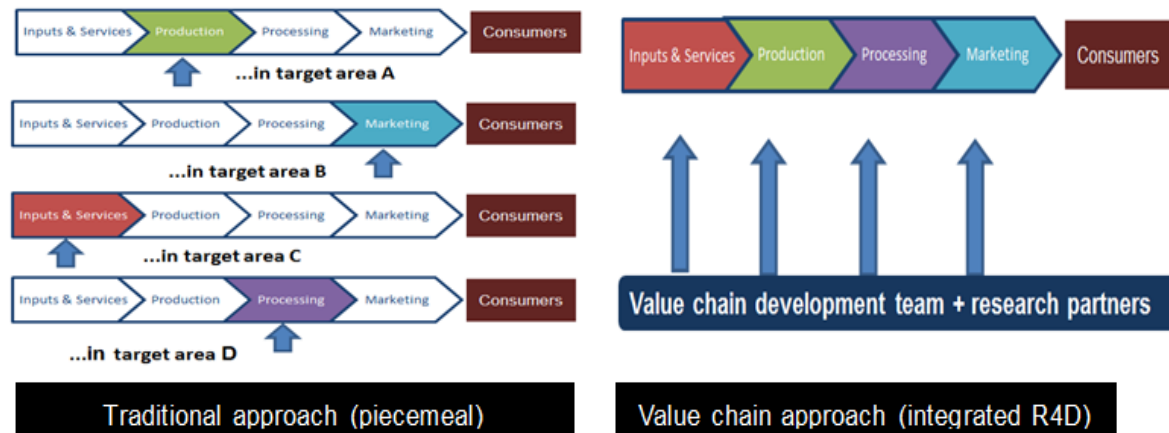 Inputs & Services Production Processing Marketing Consumers
...in target area A
Inputs & Services Production Processing Marketing Consumers
...in target area B
Inputs & Services Production Processing Marketing Consumers
...in target area C
Inputs & Services Production Processing Marketing Consumers
...in target area D
Traditional approach (piecemeal)
Inputs & Services Production Processing Marketing Consumers
Value chain development team + research partners
Value chain approach (integrated R4D)